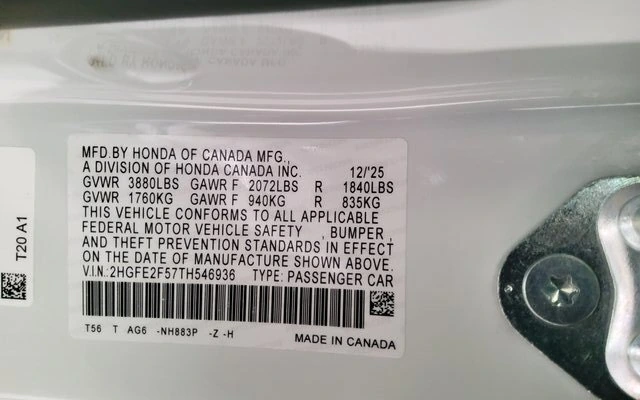 MFD.BY HONDA OF CANADA MFG.,
A DIVISION OF HONDA CANADA INC. 12/'25
GVWR 3880LBS GAWR F 2072LBS R 1840LBS
GVWR 1760KG GAWR F 940KG R 835KG
THIS VEHICLE CONFORMS TO ALL APPLICABLE
FEDERAL MOTOR VEHICLE SAFETY , BUMPER ,
AND THEFT PREVENTION STANDARDS IN EFFECT
ON THE DATE OF MANUFACTURE SHOWN ABOVE.
V.I.N.:2HGFE2F57TH546936 TYPE: PASSENGER CAR
T56 T AG6 -NH883P -Z -H
MADE IN CANADA
T20 A1